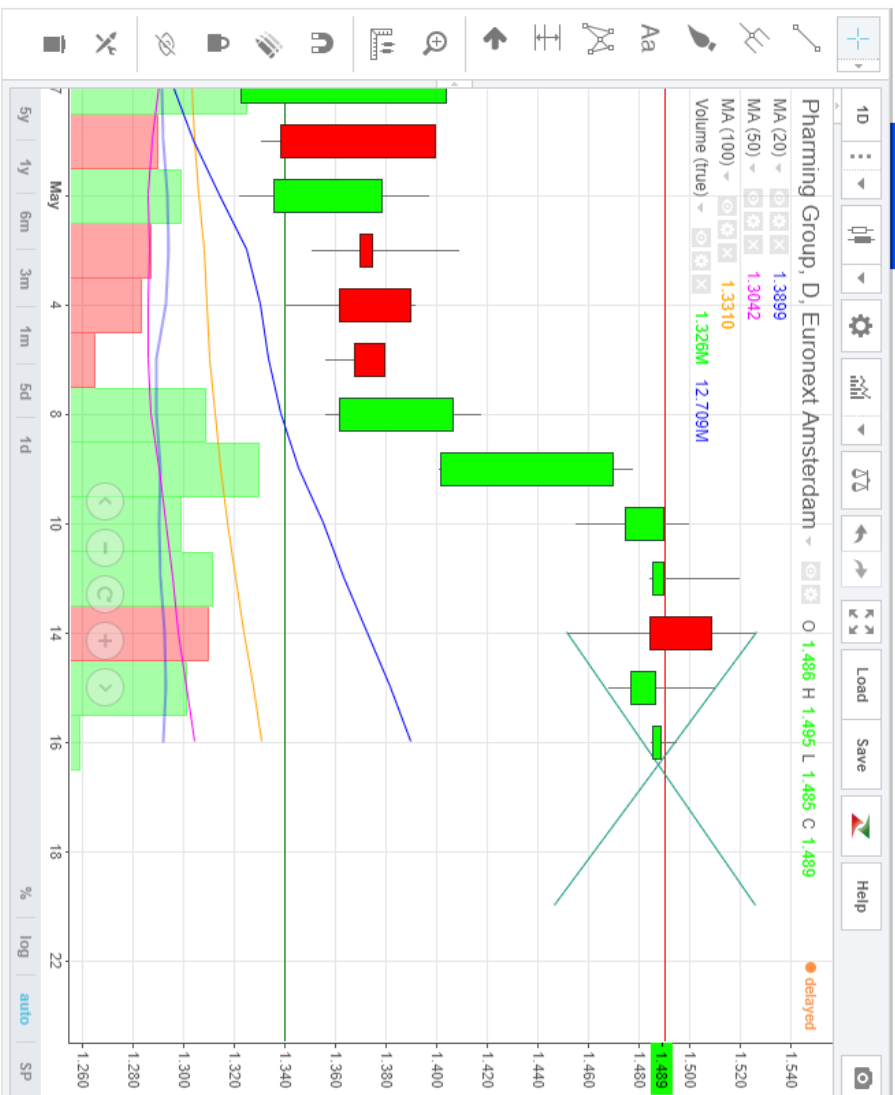 1D
Load
Save
Help
Pharming Group, D, Euronext Amsterdam O 1.486 H 1.495 L 1.485 C 1.489
delayed
MA (20) 1.3899
MA (50) 1.3042
MA (100) 1.3310
Volume (true) 1.326M 12.709M
Aa
1.540
1.520
1.500
1.489
1.480
1.460
1.440
1.420
1.400
1.380
1.360
1.340
1.320
1.300
1.280
1.260
7 May 4 8 10 14 16 18 22
5y 1y 6m 3m 1m 5d 1d % log auto SP